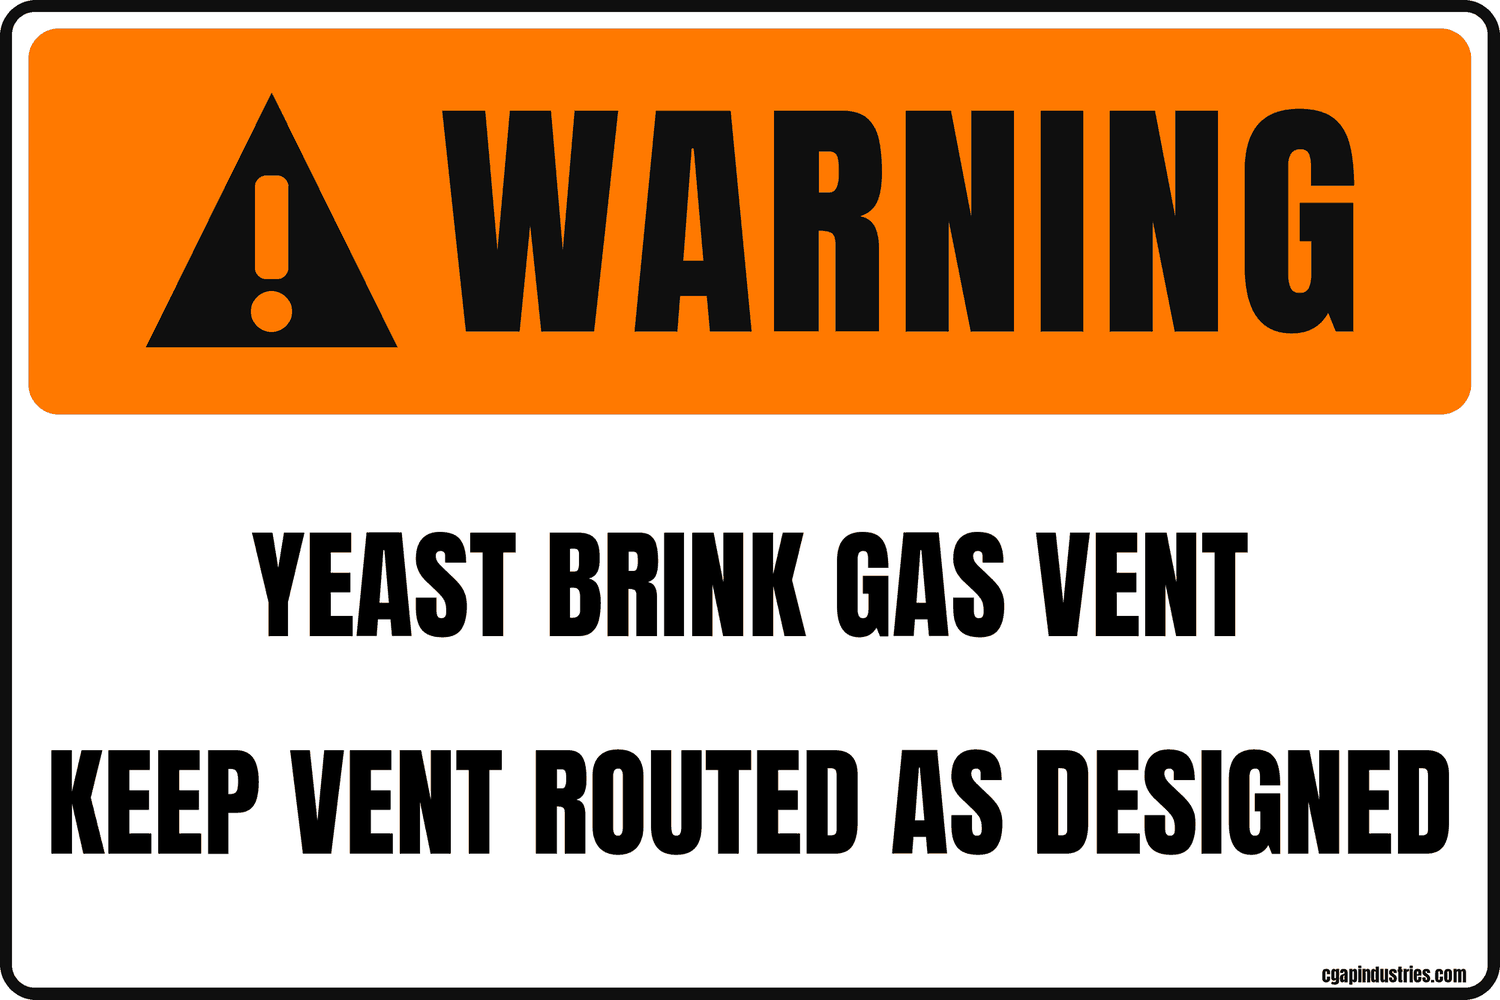 WARNING
YEAST BRINK GAS VENT
KEEP VENT ROUTED AS DESIGNED
cgapindustries.com